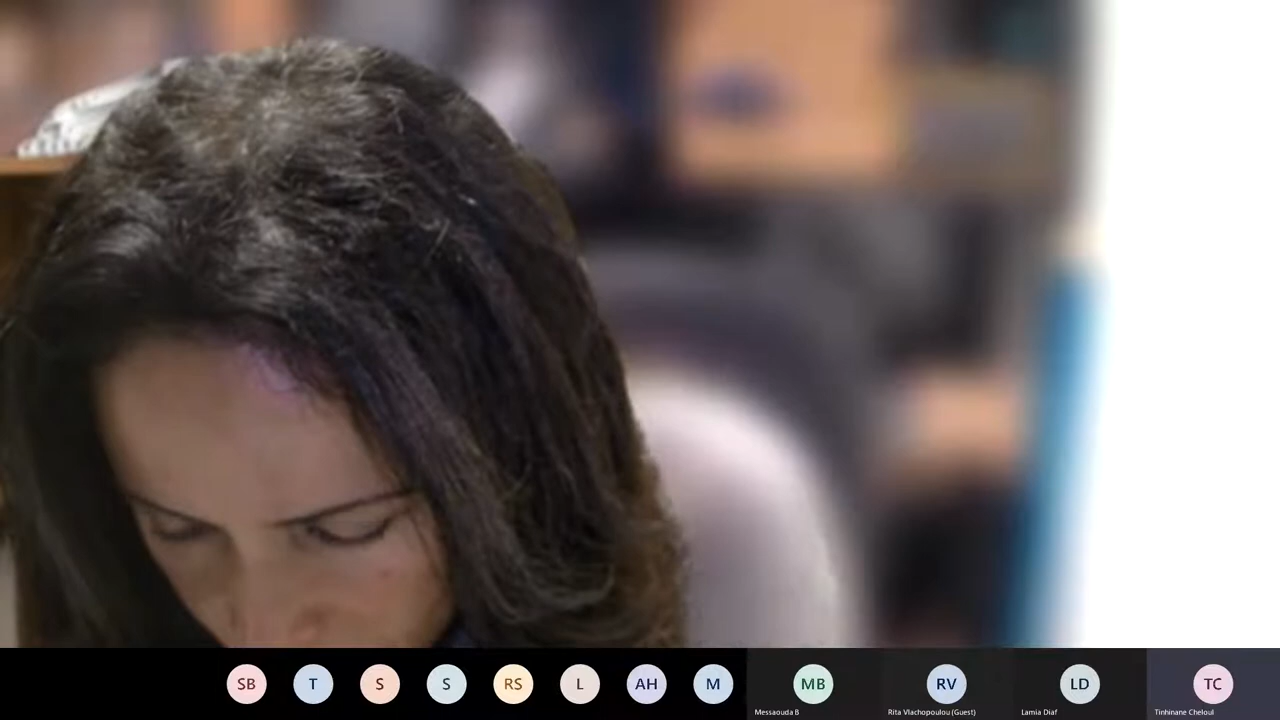 SB
T
S
S
RS
L
AH
M
MB
RV
LD
TC
Messaouda B
Rita Vlachopoulou (Guest)
Lamia Diaf
Tinhinane Cheloul